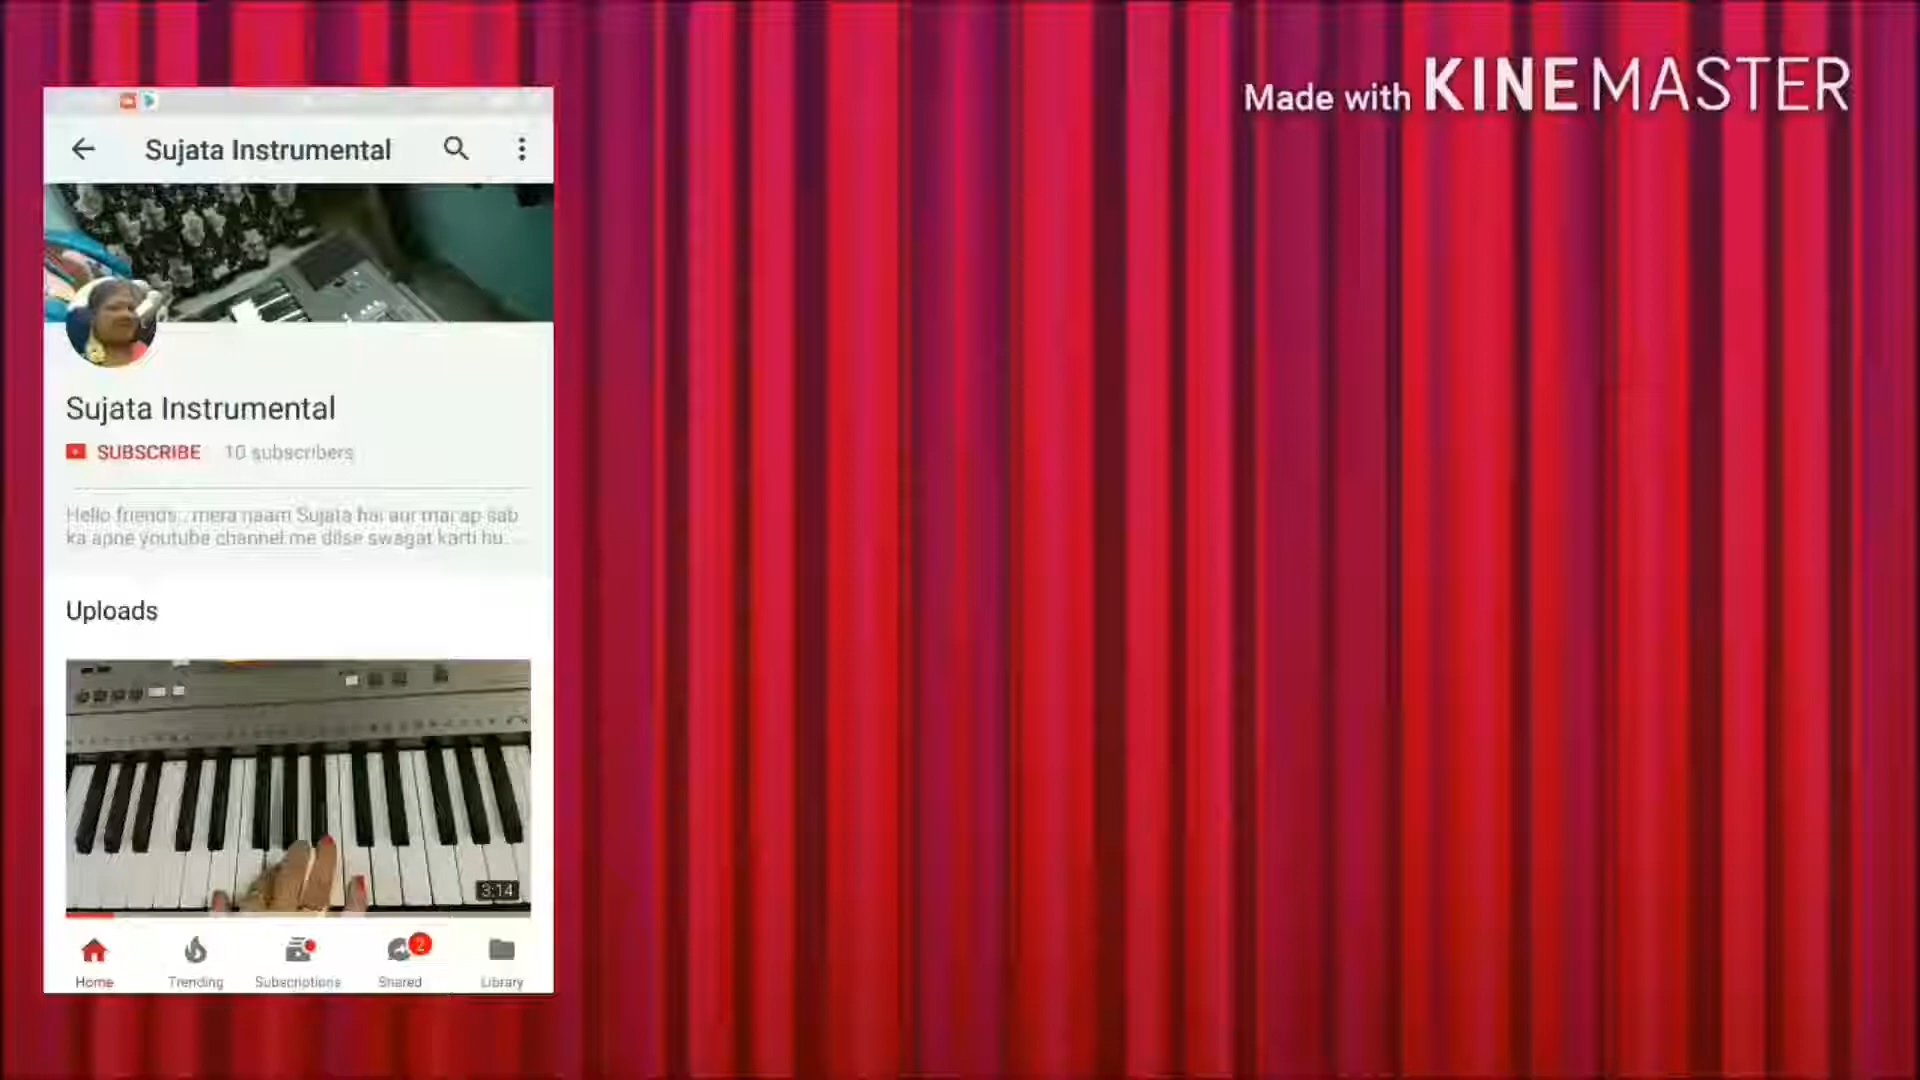 Made with KINEMASTER
Sujata Instrumental
Sujata Instrumental
SUBSCRIBE 10 subscribers
Hello friends...mera naam Sujata hai aur mai ap sab
ka apne youtube channel me dilse swagat karti hu...
Uploads
3:14
2
Home Trending Subscriptions Shared Library